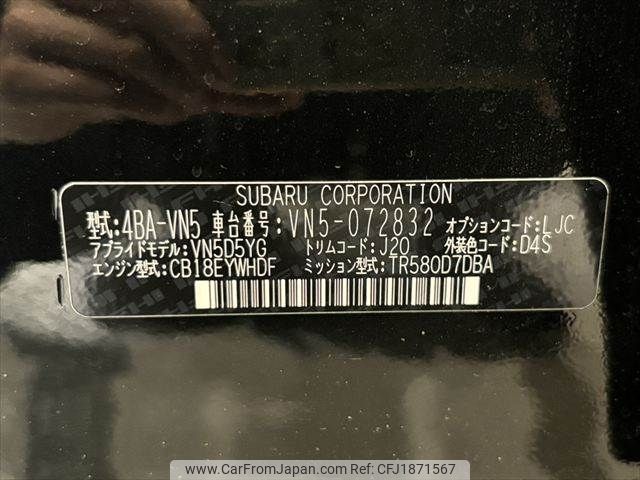 SUBARU CORPORATION
型式:4BA-VN5 車台番号:VN5-072832 オプションコード:LJC
アプライドモデル:VN5D5YG トリムコード:J20 外装色コード:D4S
エンジン型式:CB18EYWHDF ミッション型式:TR580D7DBA
www.CarFromJapan.com - CFJ1871567